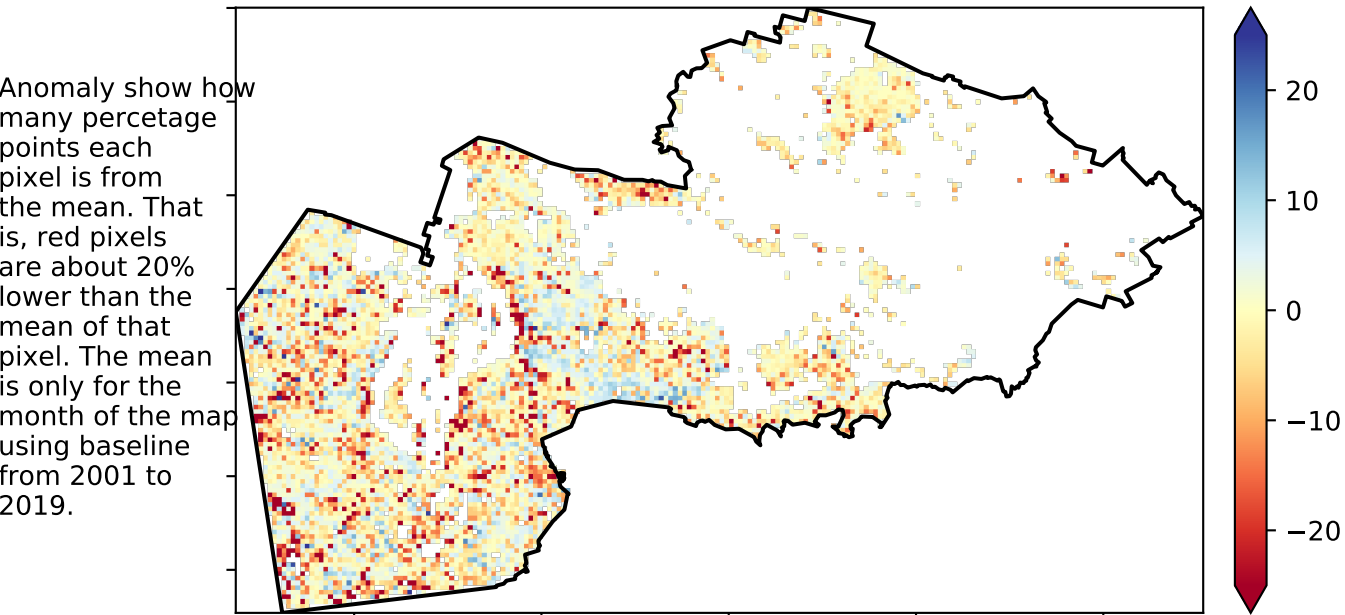 Anomaly show how
many percetage
points each
pixel is from
the mean. That
is, red pixels
are about 20%
lower than the
mean of that
pixel. The mean
is only for the
month of the map
using baseline
from 2001 to
2019.
20
10
0
−10
−20